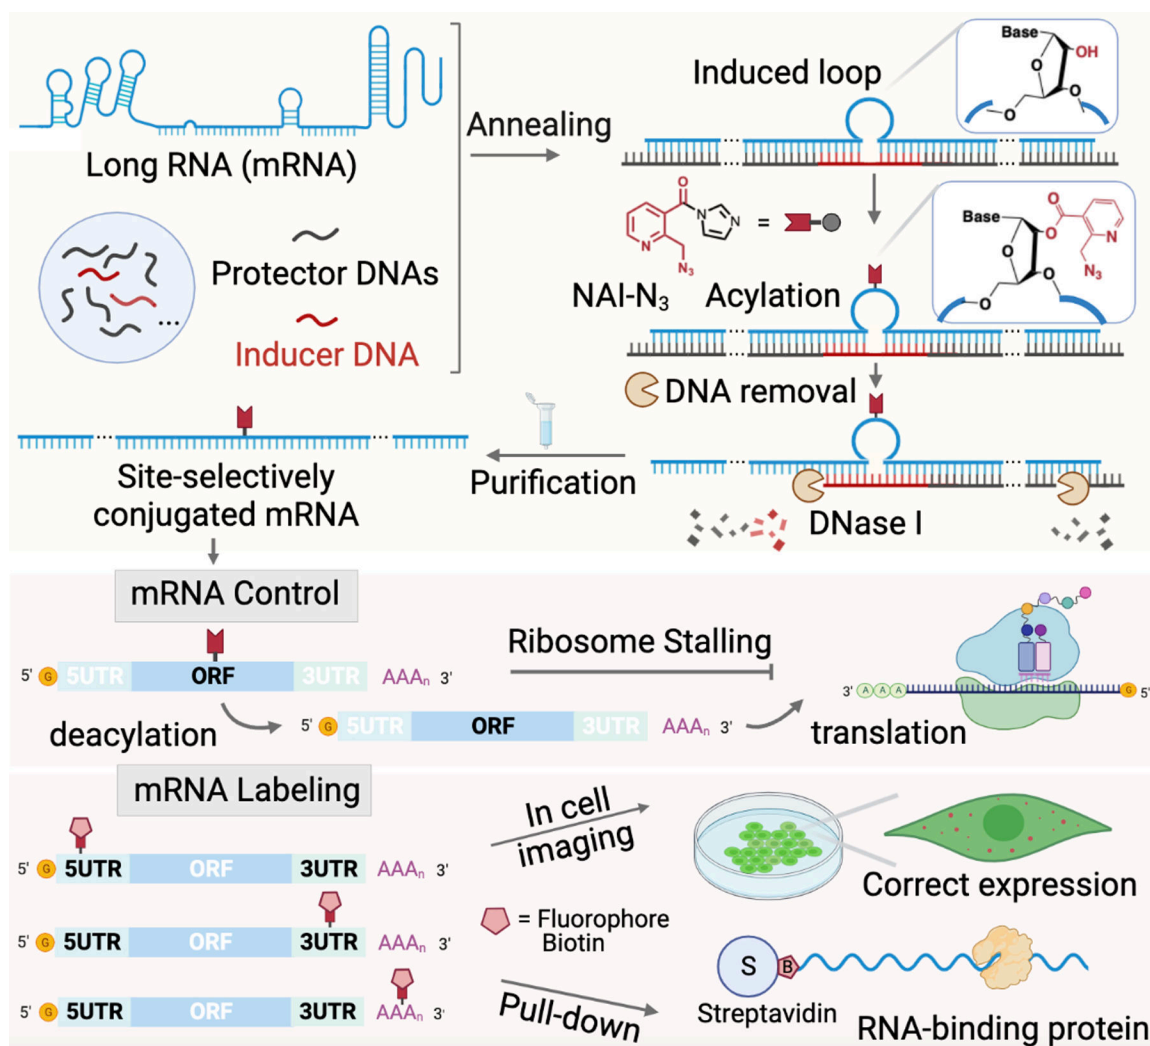 Long RNA (mRNA)
Protector DNAs
Inducer DNA
...
Annealing
Induced loop
Base
O
OH
O
O
...
...
NAI-N3
O
N
N
N
N3
=
Acylation
Base
O
O
O
N
N3
O
O
...
...
DNA removal
...
...
DNase I
Purification
...
...
Site-selectively
conjugated mRNA
mRNA Control
5' G 5UTR ORF 3UTR AAAn 3'
Ribosome Stalling
deacylation
5' G 5UTR ORF 3UTR AAAn 3'
translation
3' A A A G 5'
mRNA Labeling
5' G 5UTR ORF 3UTR AAAn 3'
5' G 5UTR ORF 3UTR AAAn 3'
5' G 5UTR ORF 3UTR AAAn 3'
In cell
imaging
= Fluorophore
Biotin
Pull-down
Correct expression
S
B
Streptavidin
RNA-binding protein